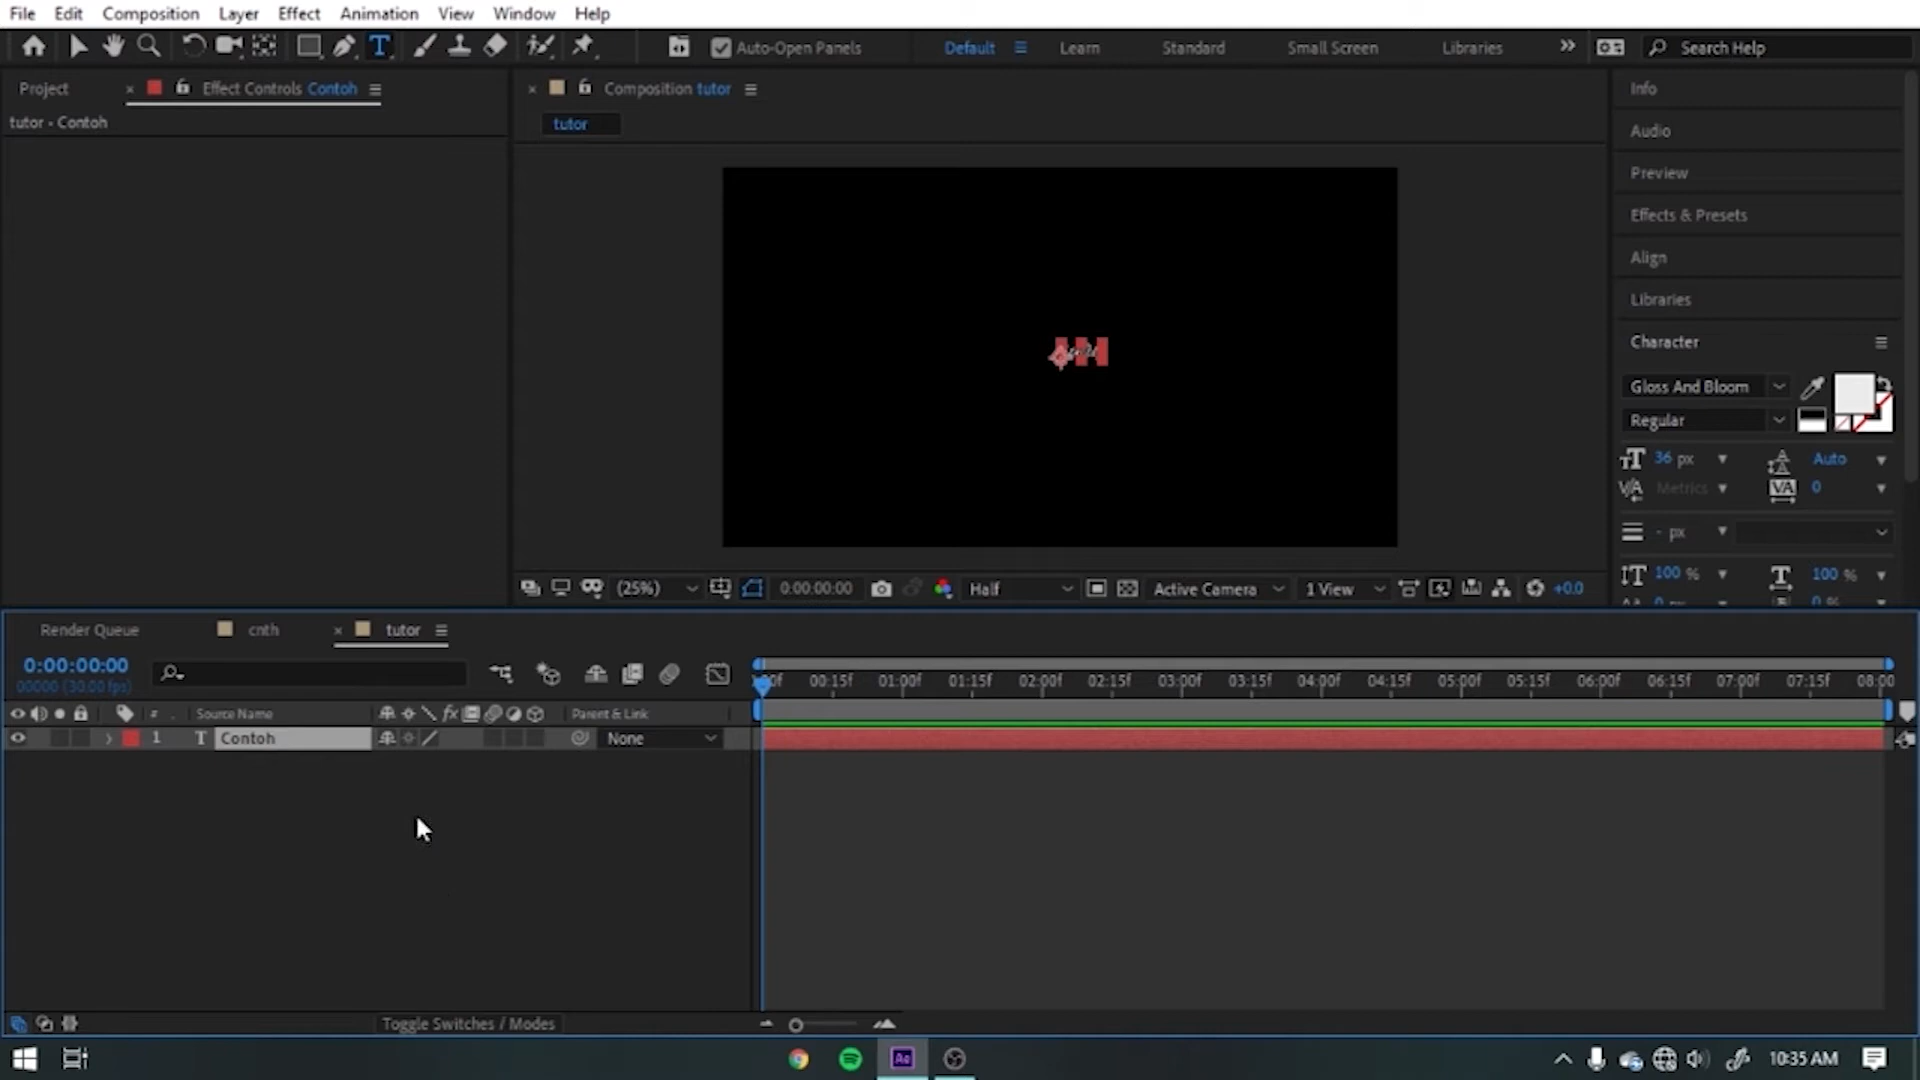 File Edit Composition Layer Effect Animation View Window Help
T Auto-Open Panels Default Learn Standard Small Screen Libraries Search Help
Project Effect Controls Contoh Composition tutor Info
tutor - Contoh tutor Audio
Preview
Effects & Presets
Align
Libraries
Character
Gloss And Bloom
Regular
36 px Auto
Metrics 0
- px
100 % 100 %
0 px 0 %
(25%) 0:00:00:00 Half Active Camera 1 View +0.0
Render Queue cnth tutor
0:00:00:00
00000 (30.00 fps)
00:15f 01:00f 01:15f 02:00f 02:15f 03:00f 03:15f 04:00f 04:15f 05:00f 05:15f 06:00f 06:15f 07:00f 07:15f 08:00
# Source Name fx Parent & Link
1 T Contoh None
Toggle Switches / Modes
Ae 10:35 AM